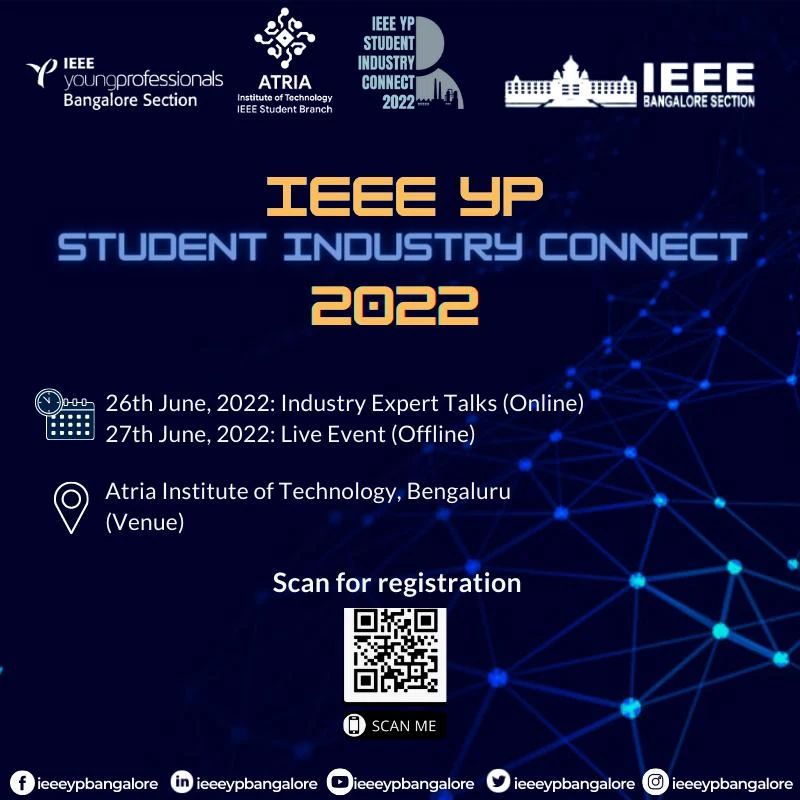 IEEE
youngprofessionals
Bangalore Section
ATRIA
Institute of Technology
IEEE Student Branch
IEEE YP
STUDENT
INDUSTRY
CONNECT
2022
IEEE
BANGALORE SECTION
IEEE YP
STUDENT INDUSTRY CONNECT
2022
26th June, 2022: Industry Expert Talks (Online)
27th June, 2022: Live Event (Offline)
Atria Institute of Technology, Bengaluru
(Venue)
Scan for registration
SCAN ME
ieeeypbangalore ieeeypbangalore ieeeypbangalore ieeeypbangalore ieeeypbangalore